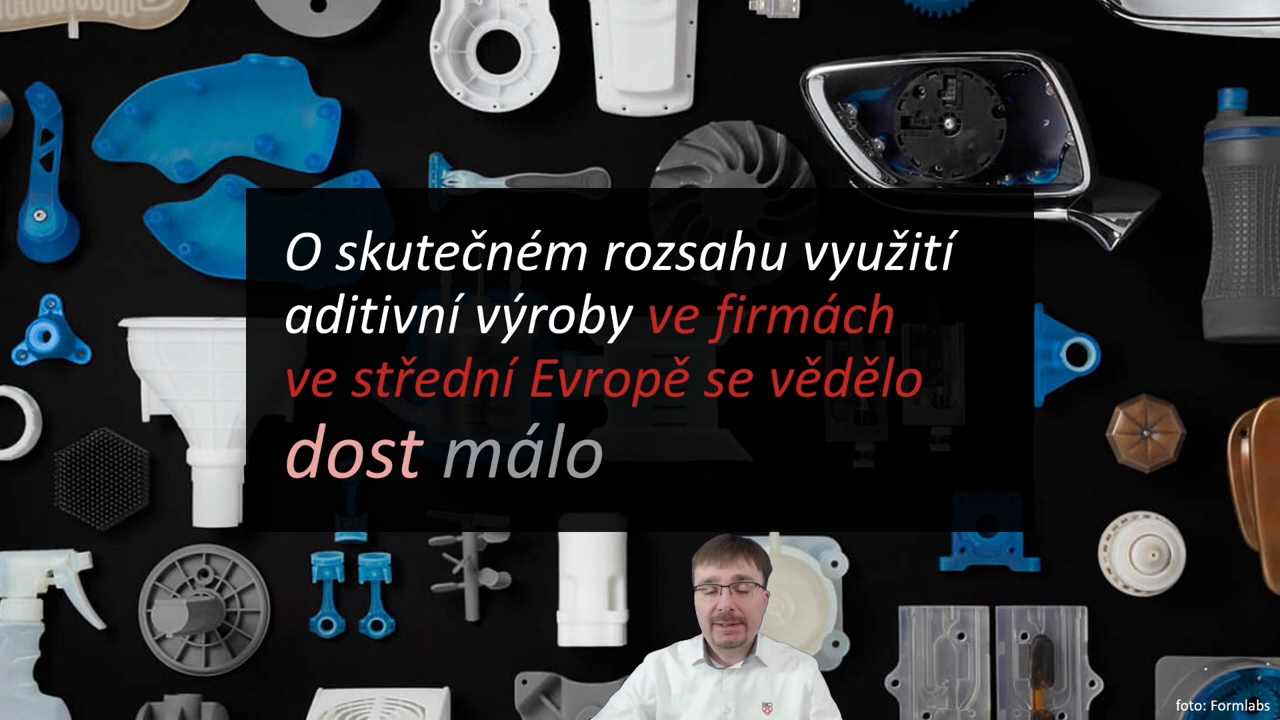 O skutečném rozsahu využití
aditivní výroby ve firmách
ve střední Evropě se vědělo
dost málo
foto: Formlabs